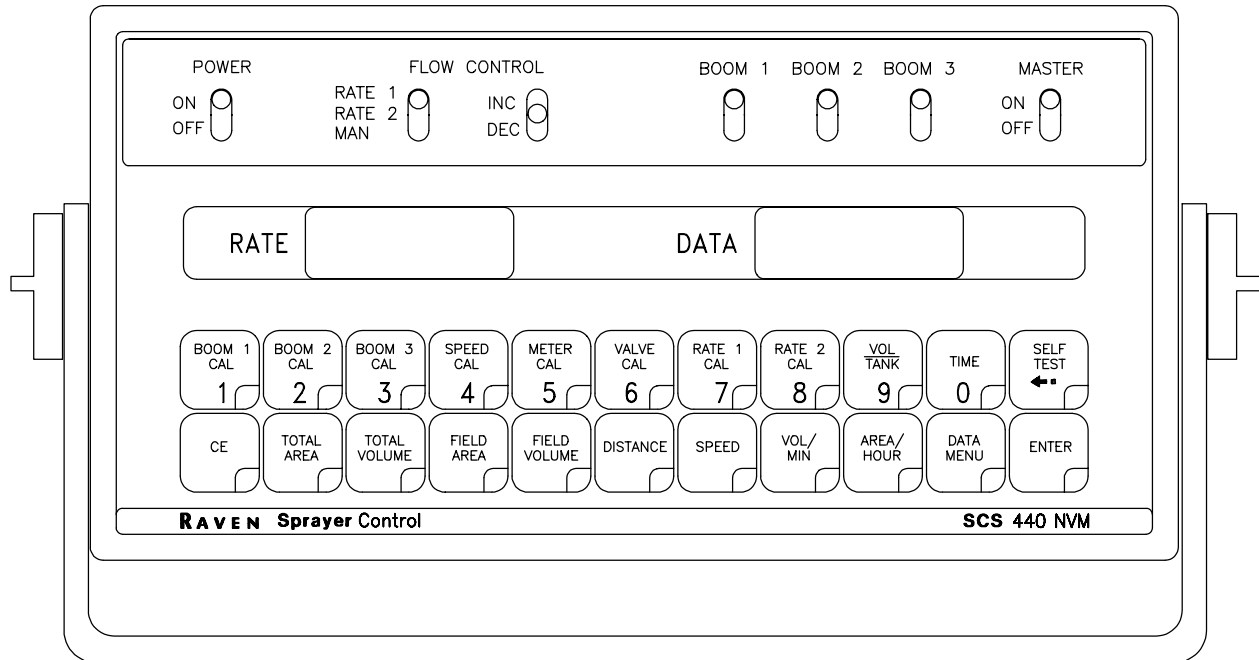 POWER
FLOW CONTROL
BOOM 1
BOOM 2
BOOM 3
MASTER
ON
OFF
RATE 1
RATE 2
MAN
INC
DEC
ON
OFF
RATE
DATA
BOOM 1
CAL
1
BOOM 2
CAL
2
BOOM 3
CAL
3
SPEED
CAL
4
METER
CAL
5
VALVE
CAL
6
RATE 1
CAL
7
RATE 2
CAL
8
VOL
TANK
9
TIME
0
SELF
TEST
CE
TOTAL
AREA
TOTAL
VOLUME
FIELD
AREA
FIELD
VOLUME
DISTANCE
SPEED
VOL/
MIN
AREA/
HOUR
DATA
MENU
ENTER
RAVEN Sprayer Control
SCS 440 NVM